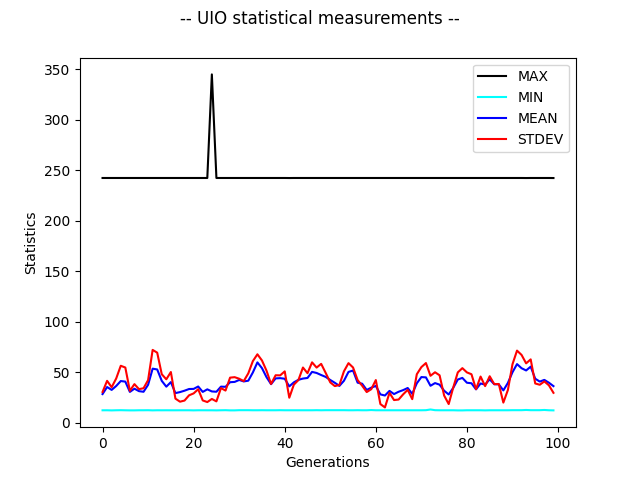 -- UIO statistical measurements --
350
300
250
200
150
100
50
0
Statistics
MAX
MIN
MEAN
STDEV
0 20 40 60 80 100
Generations